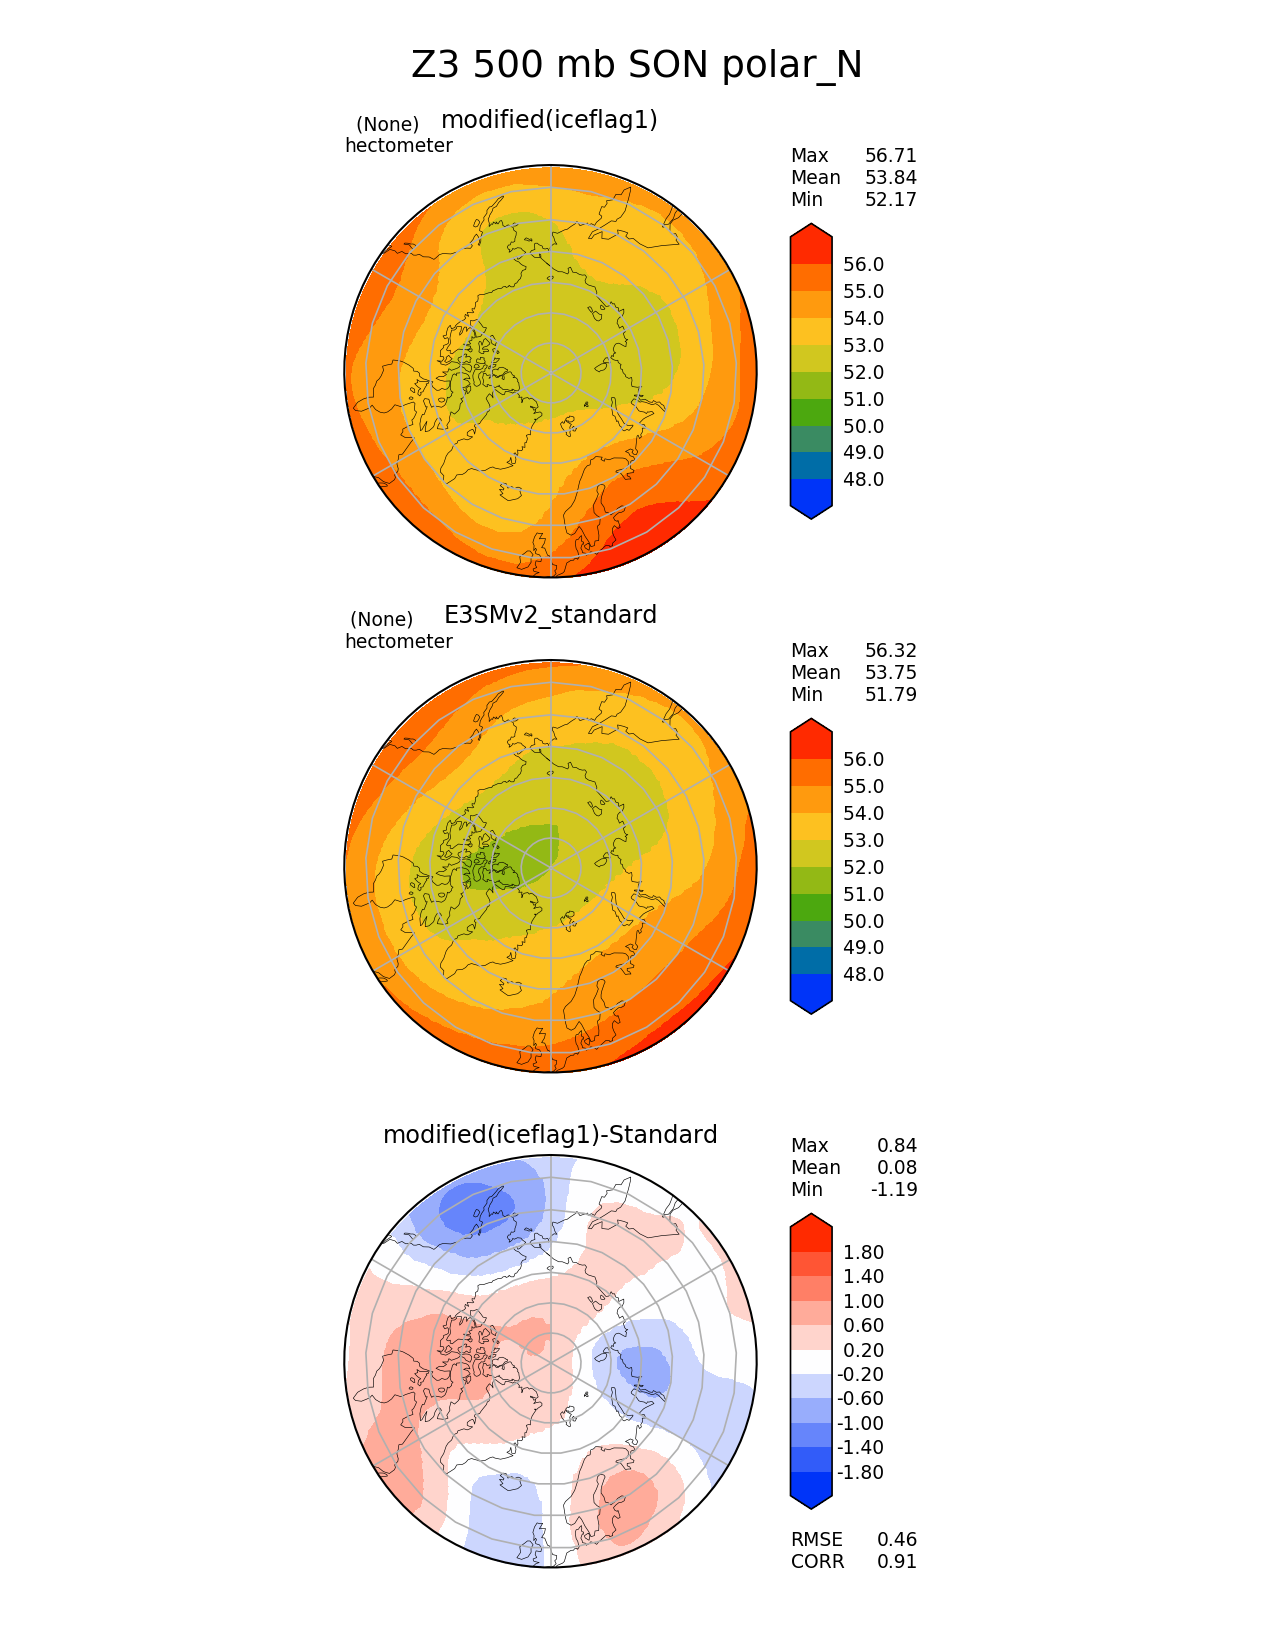 Z3 500 mb SON polar_N
(None) modified(iceflag1)
hectometer
Max 56.71
Mean 53.84
Min 52.17
56.0
55.0
54.0
53.0
52.0
51.0
50.0
49.0
48.0
(None) E3SMv2_standard
hectometer
Max 56.32
Mean 53.75
Min 51.79
56.0
55.0
54.0
53.0
52.0
51.0
50.0
49.0
48.0
modified(iceflag1)-Standard
Max 0.84
Mean 0.08
Min -1.19
1.80
1.40
1.00
0.60
0.20
-0.20
-0.60
-1.00
-1.40
-1.80
RMSE 0.46
CORR 0.91